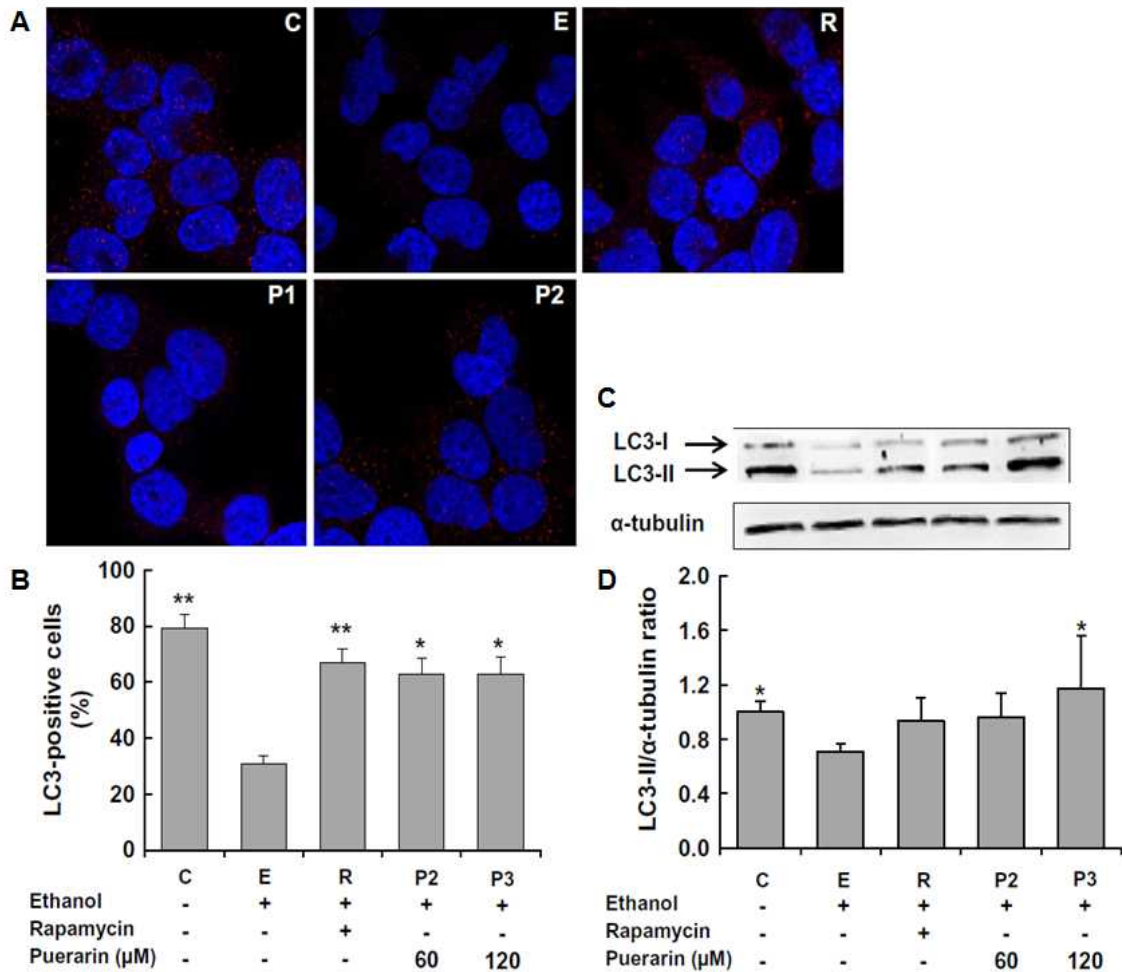 A
C
E
R
P1
P2
C
LC3-I
LC3-II
α-tubulin
B
LC3-positive cells
(%)
100
80
60
40
20
0
**
**
*
*
C E R P2 P3
Ethanol - + + + +
Rapamycin - - + - -
Puerarin (µM) - - - 60 120
D
LC3-II/α-tubulin ratio
2.0
1.6
1.2
0.8
0.4
0.0
*
*
C E R P2 P3
Ethanol - + + + +
Rapamycin - - + - -
Puerarin (µM) - - - 60 120